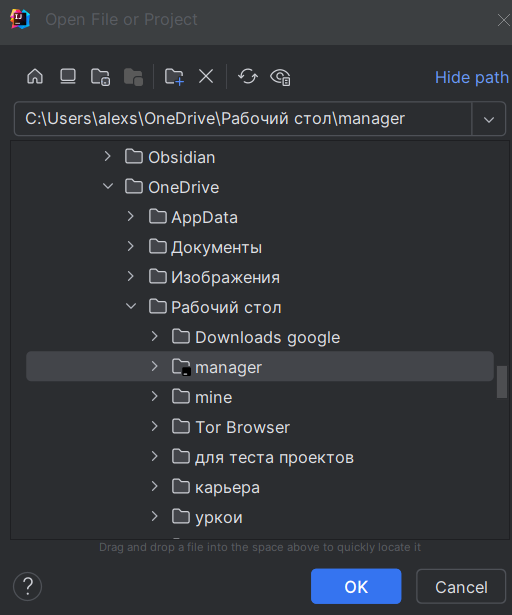 Open File or Project
Hide path
C:\Users\alexs\OneDrive\Рабочий стол\manager
Obsidian
OneDrive
AppData
Документы
Изображения
Рабочий стол
Downloads google
manager
mine
Tor Browser
для теста проектов
карьера
уркои
Drag and drop a file into the space above to quickly locate it
? OK Cancel